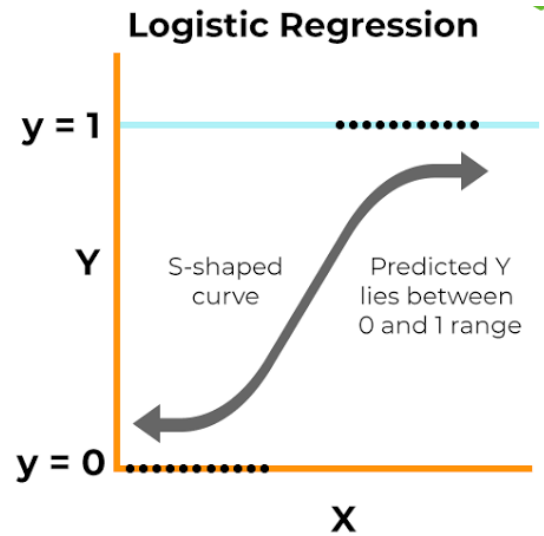 Logistic Regression
y = 1
Y
S-shaped
curve
Predicted Y
lies between
0 and 1 range
y = 0
X